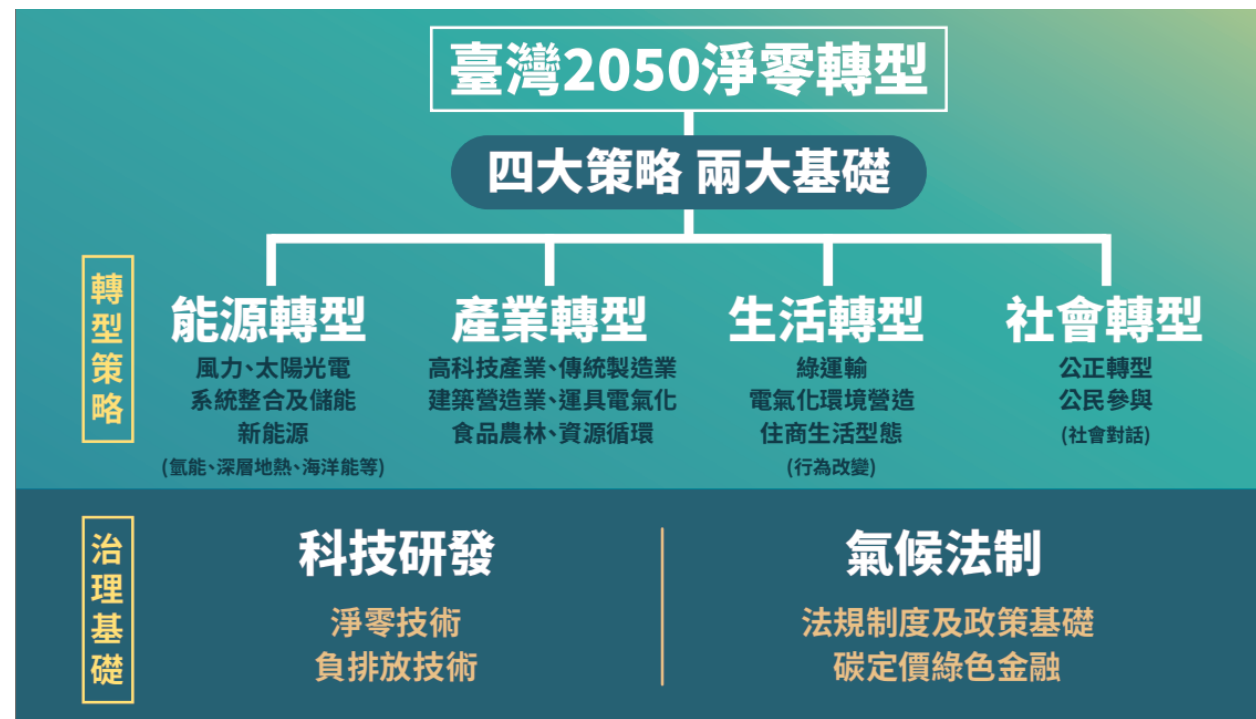 臺灣2050淨零轉型
四大策略 兩大基礎
轉型策略
能源轉型
風力、太陽光電
系統整合及儲能
新能源
(氫能、深層地熱、海洋能等)
產業轉型
高科技產業、傳統製造業
建築營造業、運具電氣化
食品農林、資源循環
生活轉型
綠運輸
電氣化環境營造
住商生活型態
(行為改變)
社會轉型
公正轉型
公民參與
(社會對話)
治理基礎
科技研發
淨零技術
負排放技術
氣候法制
法規制度及政策基礎
碳定價綠色金融